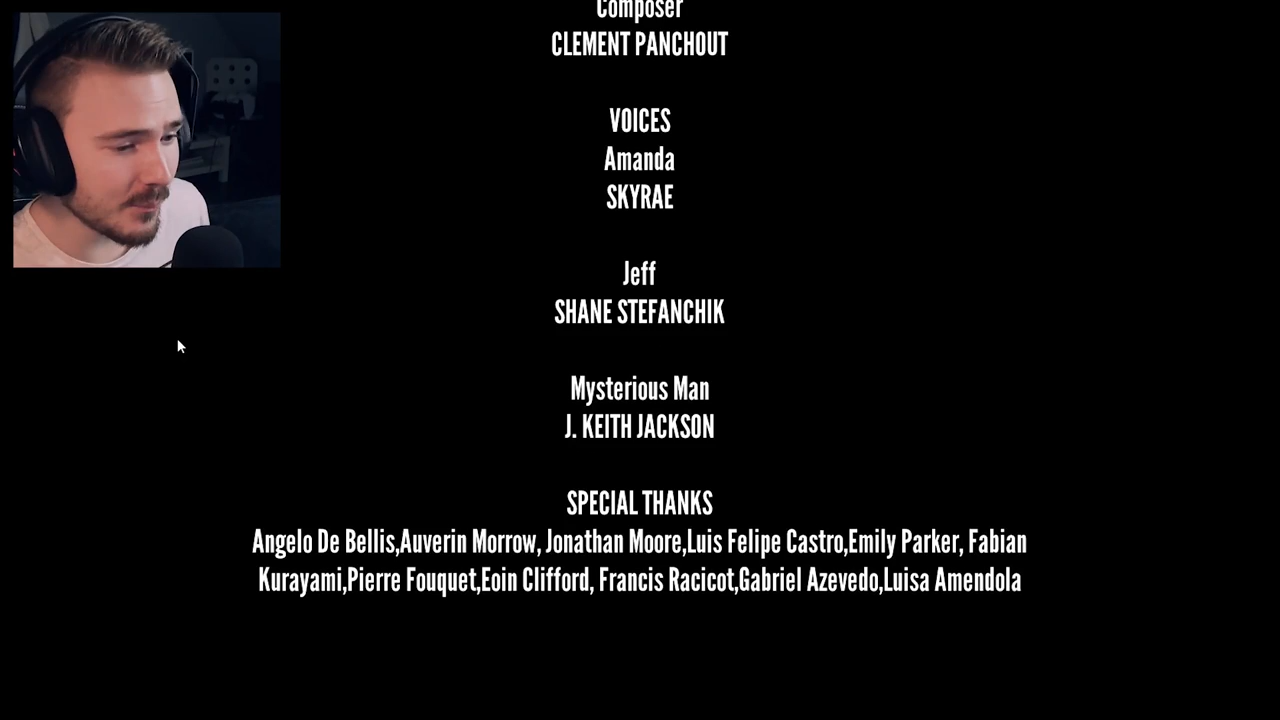 Composer
CLEMENT PANCHOUT
VOICES
Amanda
SKYRAE
Jeff
SHANE STEFANCHIK
Mysterious Man
J. KEITH JACKSON
SPECIAL THANKS
Angelo De Bellis,Auverin Morrow, Jonathan Moore,Luis Felipe Castro,Emily Parker, Fabian
Kurayami,Pierre Fouquet,Eoin Clifford, Francis Racicot,Gabriel Azevedo,Luisa Amendola